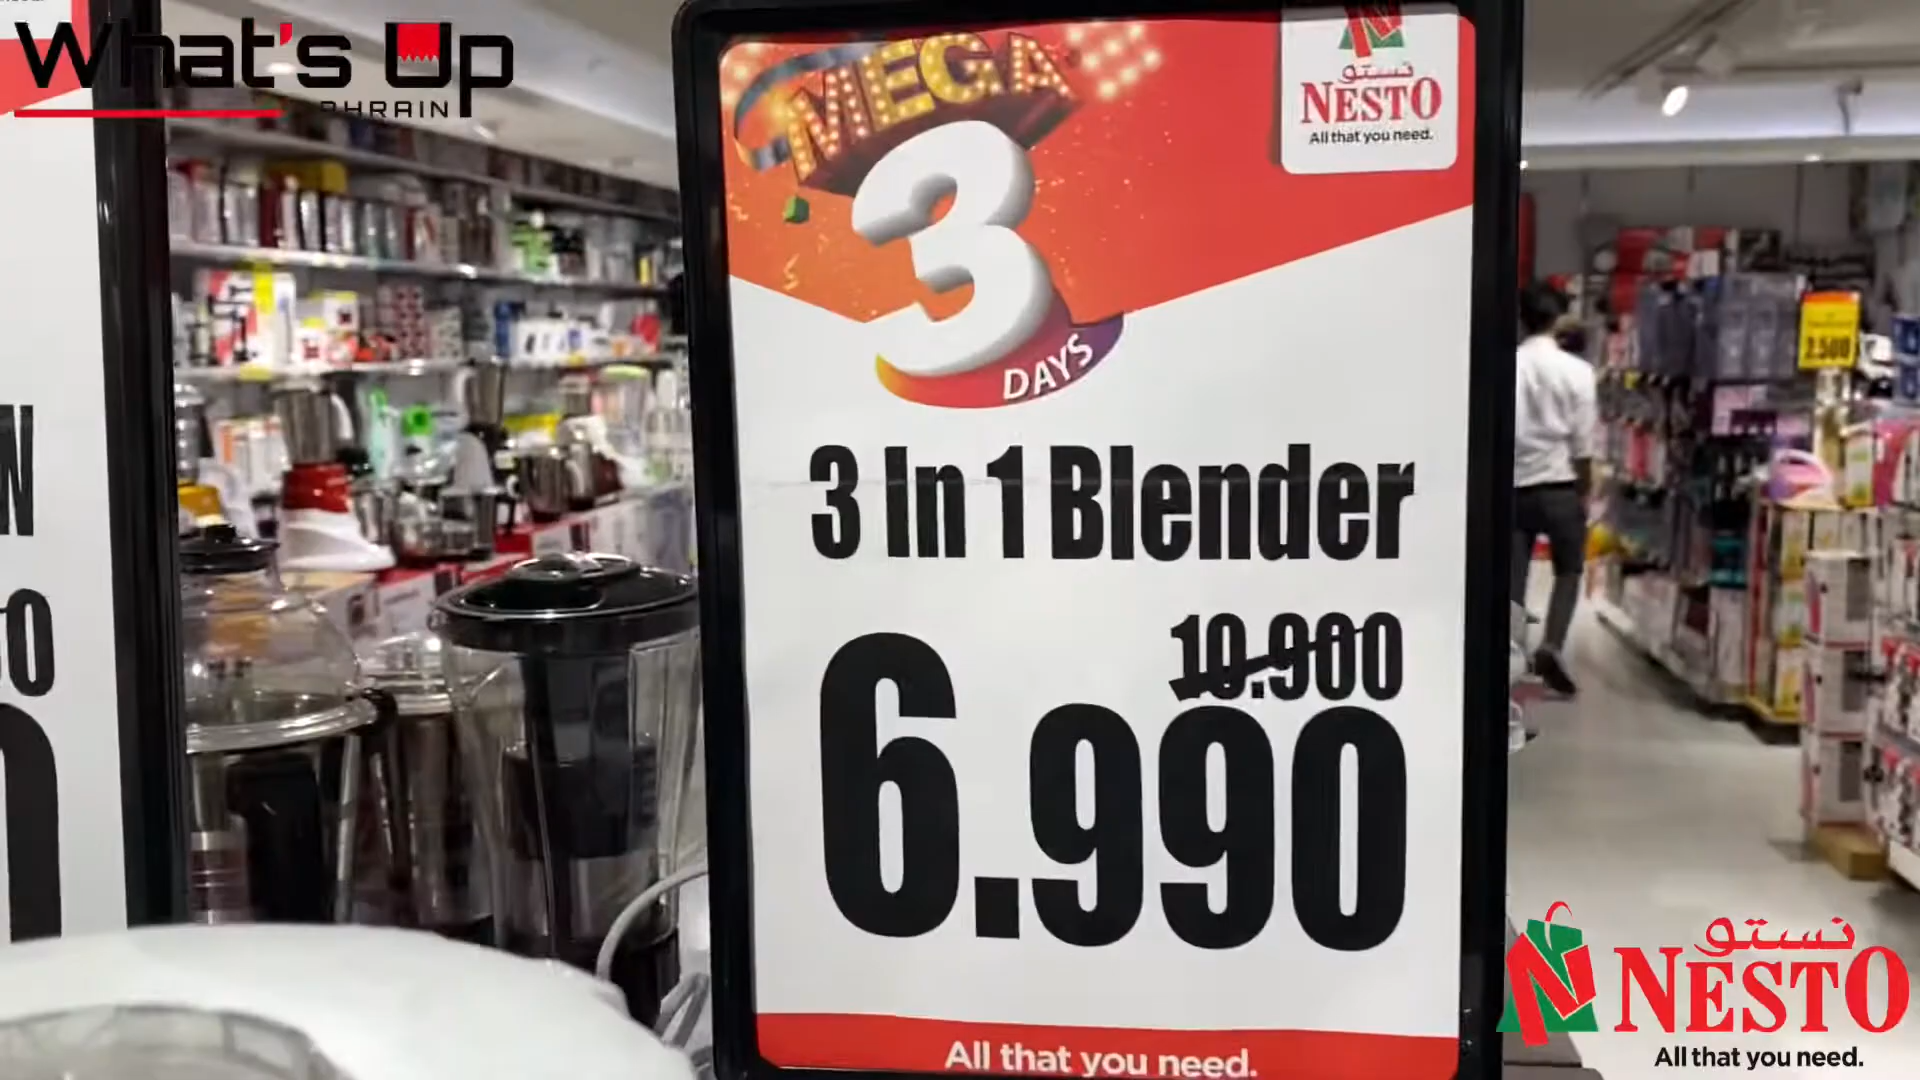 What's Up
BAHRAIN
MEGA
3
DAYS
نستو
NESTO
All that you need.
3 In 1 Blender
10.900
6.990
All that you need.
2.500
نستو
NESTO
All that you need.